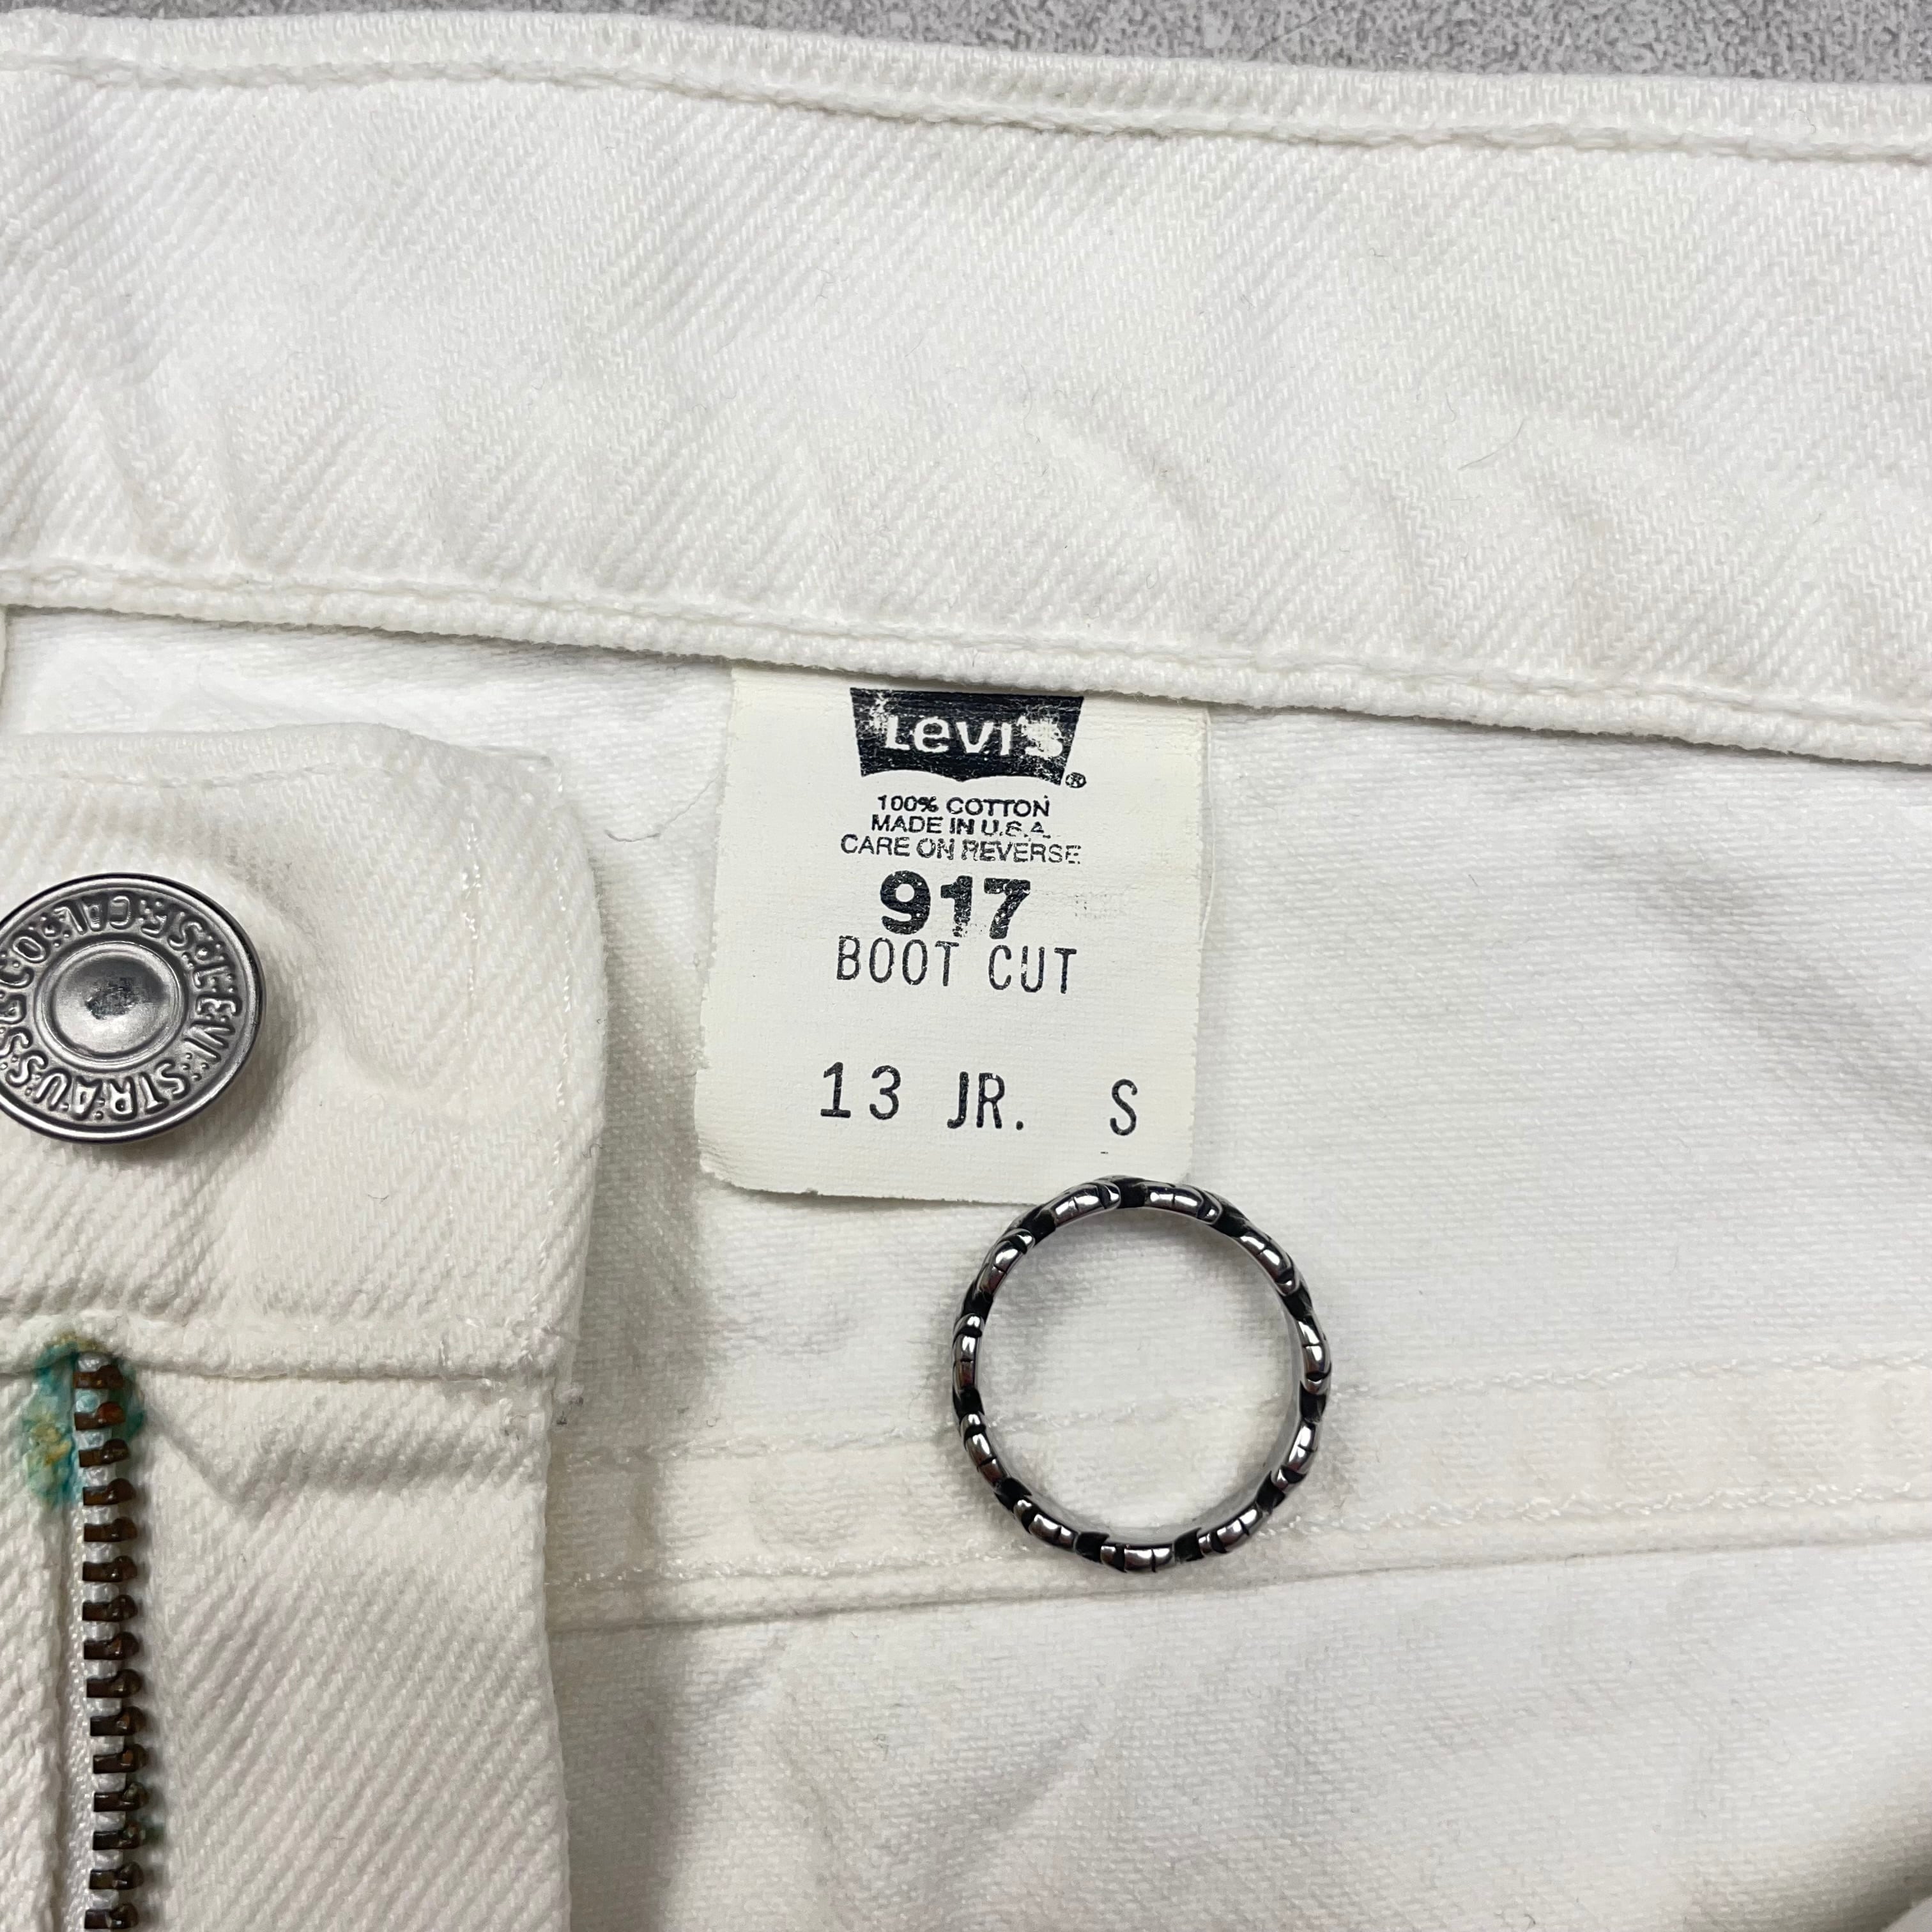 Levi's®
100% COTTON
MADE IN U.S.A.
CARE ON REVERSE
917
BOOT CUT
13 JR. S
LEVI STRAUSS & CO. S.F. CAL